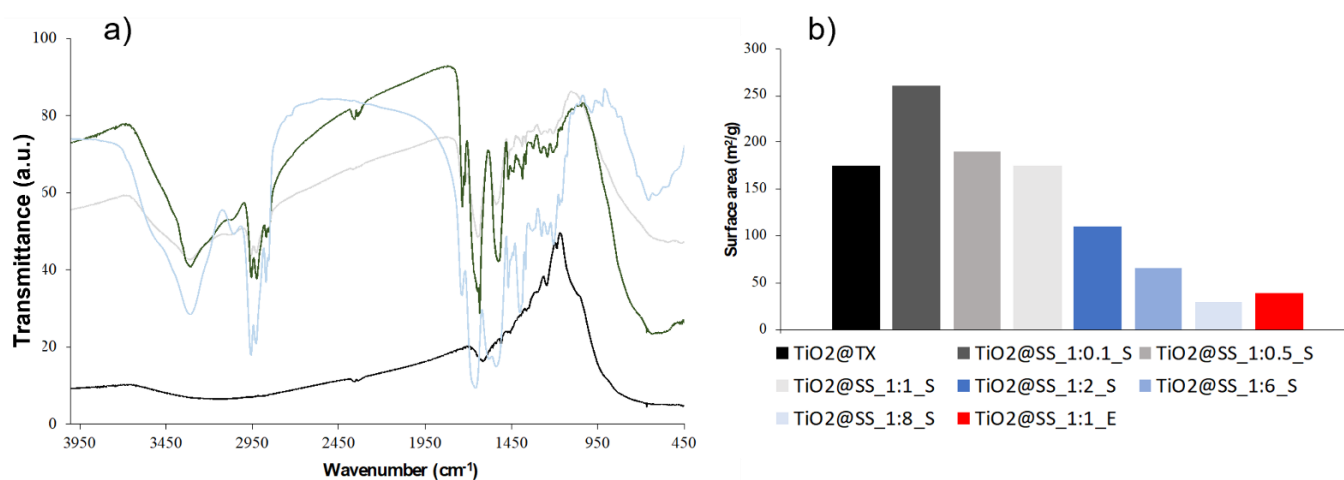 a)
100
80
60
40
20
0
Transmittance (a.u.)
3950 3450 2950 2450 1950 1450 950 450
Wavenumber (cm-1)
b)
300
250
200
150
100
50
0
Surface area (m²/g)
TiO2@TX TiO2@SS_1:0.1_S TiO2@SS_1:0.5_S
TiO2@SS_1:1_S TiO2@SS_1:2_S TiO2@SS_1:6_S
TiO2@SS_1:8_S TiO2@SS_1:1_E